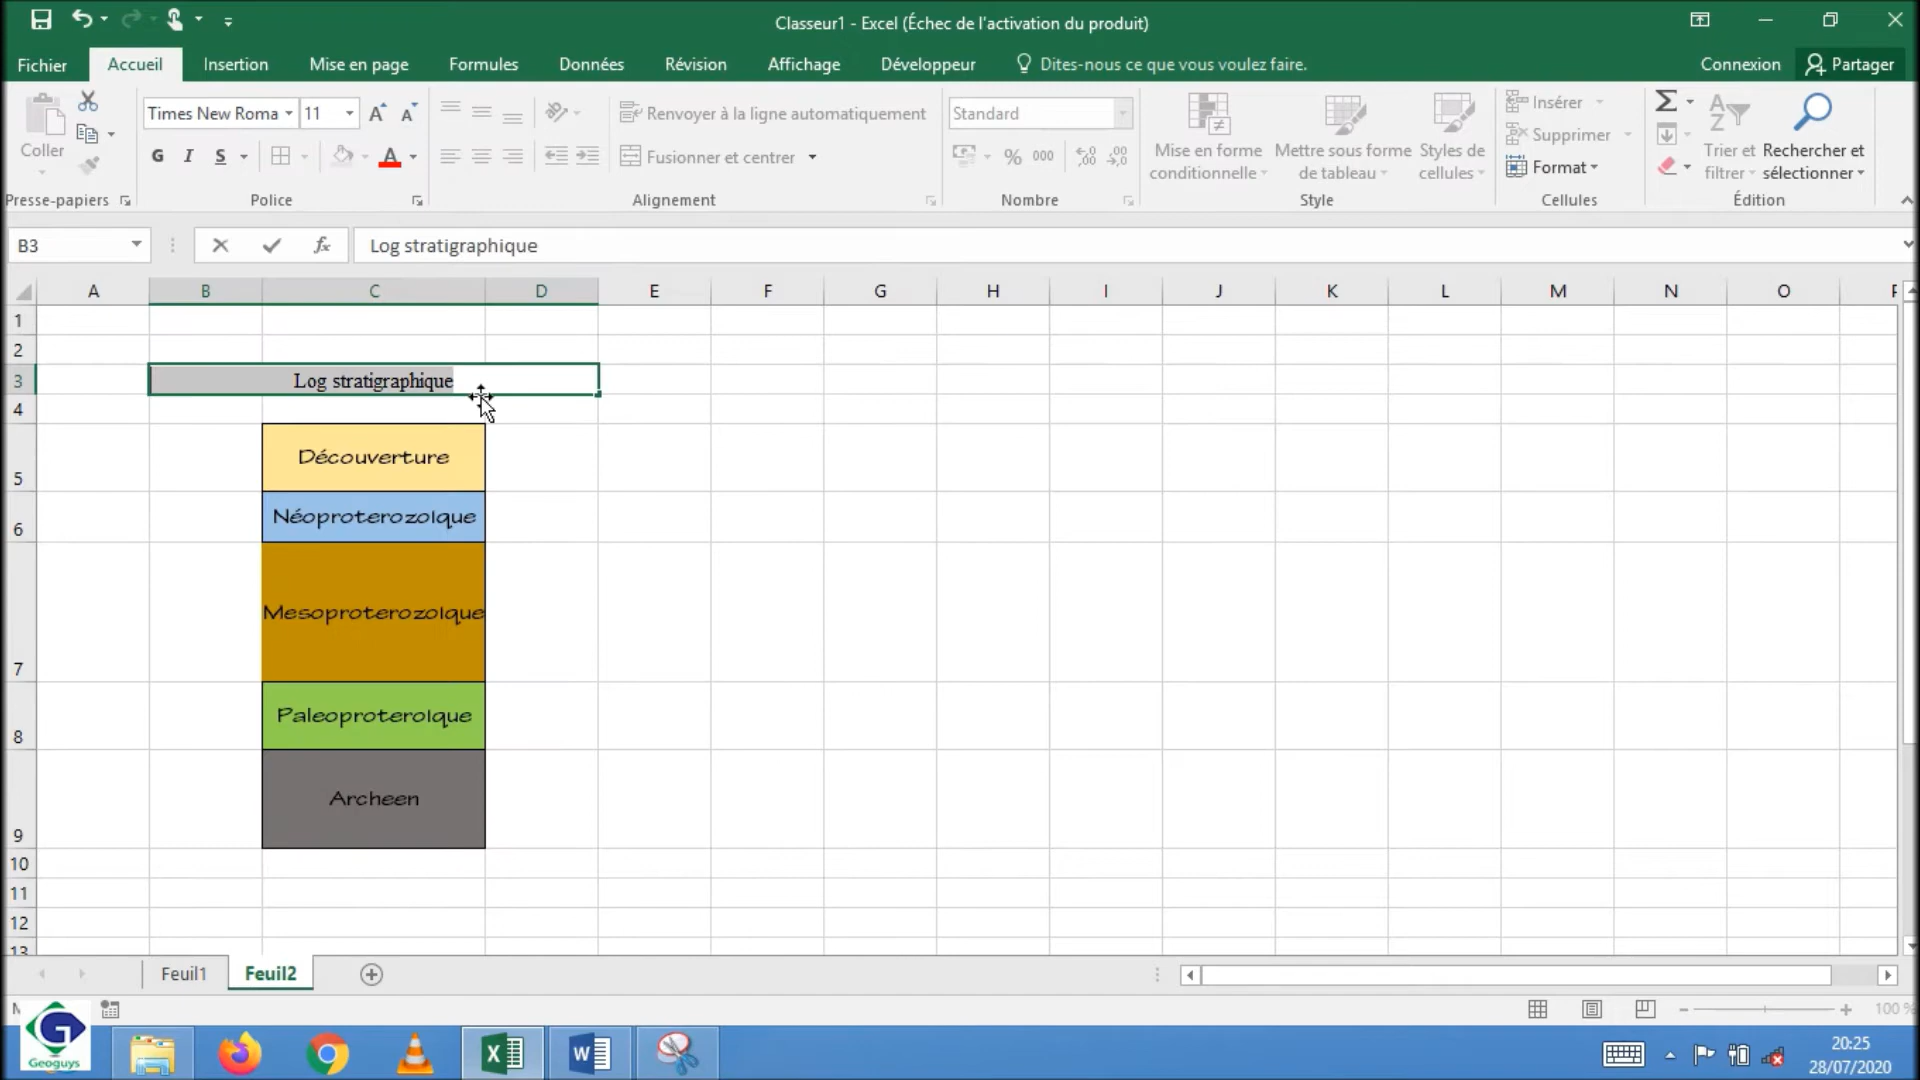 Classeur1 - Excel (Échec de l'activation du produit)
Fichier Accueil Insertion Mise en page Formules Données Révision Affichage Développeur Dites-nous ce que vous voulez faire. Connexion Partager
Coller
Presse-papiers
Times New Roma 11
G I S A
Police
Renvoyer à la ligne automatiquement
Fusionner et centrer
Alignement
Standard
% 000
Nombre
Mise en forme conditionnelle
Mettre sous forme de tableau
Styles de cellules
Style
Insérer
Supprimer
Format
Cellules
Trier et filtrer
Rechercher et sélectionner
Édition
B3 fx Log stratigraphique
A B C D E F G H I J K L M N O
1
2
3 Log stratigraphique
4
5 Découverture
6 NéoproterozoIque
7 MesoproterozoIque
8 PaleoproteroIque
9 Archeen
10
11
12
13
Feuil1 Feuil2
100 %
Geoguys
20:25
28/07/2020